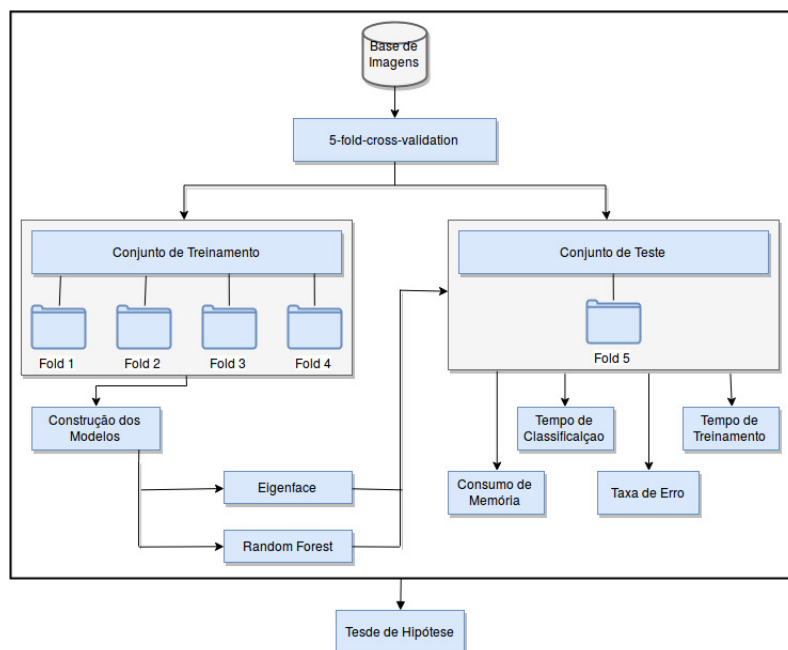 Base de
Imagens
5-fold-cross-validation
Conjunto de Treinamento
Fold 1
Fold 2
Fold 3
Fold 4
Conjunto de Teste
Fold 5
Construção dos
Modelos
Eigenface
Random Forest
Tempo de
Classificalçao
Tempo de
Treinamento
Consumo de
Memória
Taxa de Erro
Tesde de Hipótese